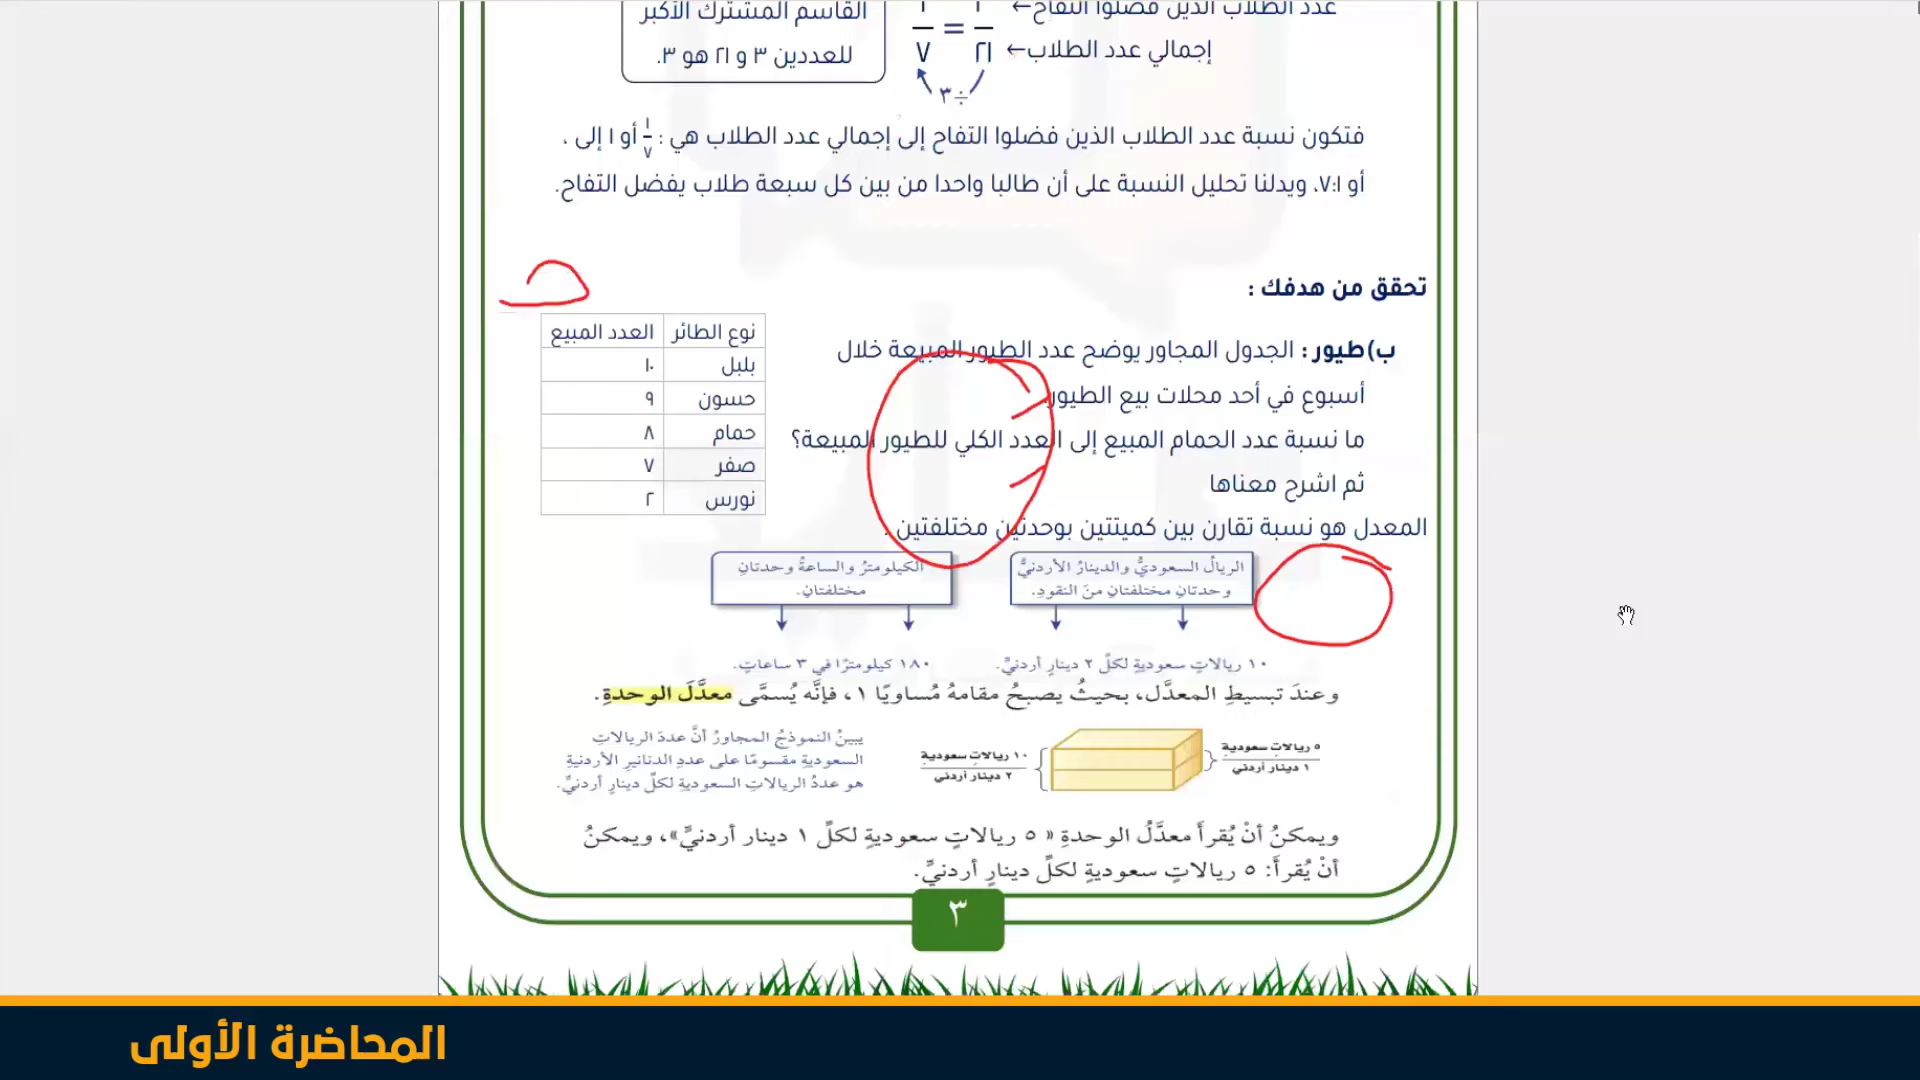 عدد الطلاب الذين فضلوا التفاح← ٣/٢١ = ١/٧
إجمالي عدد الطلاب←
÷٣
القاسم المشترك الأكبر
للعددين ٣ و ٢١ هو ٣.
فتكون نسبة عدد الطلاب الذين فضلوا التفاح إلى إجمالي عدد الطلاب هي : ١/٧ أو ١ إلى ،
أو ٧:١، ويدلنا تحليل النسبة على أن طالبا واحدا من بين كل سبعة طلاب يفضل التفاح.
تحقق من هدفك :
ب) طيور : الجدول المجاور يوضح عدد الطيور المبيعة خلال
أسبوع في أحد محلات بيع الطيور.
ما نسبة عدد الحمام المبيع إلى العدد الكلي للطيور المبيعة؟
ثم اشرح معناها
نوع الطائر العدد المبيع
بلبل ١٠
حسون ٩
حمام ٨
صفر ٧
نورس ٢
المعدل هو نسبة تقارن بين كميتتين بوحدتين مختلفتين .
الريالُ السعوديُّ والدينارُ الأردنيُّ
وحدتانِ مختلفتانِ منَ النقودِ.
الكيلومترُ والساعةُ وحدتانِ
مختلفتانِ.
١٠ ريالاتٍ سعوديةٍ لكلِّ ٢ دينارٍ أردنيٍّ.
١٨٠ كيلومترًا في ٣ ساعاتٍ.
وعندَ تبسيطِ المعدَّل، بحيثُ يصبحُ مقامهُ مُساويًا ١، فإنَّه يُسمَّى معدَّلَ الوحدةِ.
٥ ريالات سعودية
١ دينار أردني
١٠ ريالات سعودية
٢ دينار أردني
يبينُ النموذجُ المجاورُ أنَّ عددَ الريالاتِ
السعوديةِ مقسومًا على عددِ الدنانيرِ الأردنيةِ
هو عددُ الريالاتِ السعوديةِ لكلِّ دينارٍ أردنيٍّ.
ويمكنُ أنْ يُقرأَ معدَّلُ الوحدةِ « ٥ ريالاتٍ سعوديةٍ لكلِّ ١ دينار أردنيٍّ»، ويمكنُ
أنْ يُقرأَ: ٥ ريالاتٍ سعوديةٍ لكلِّ دينارٍ أردنيٍّ.
٣
المحاضرة الأولى